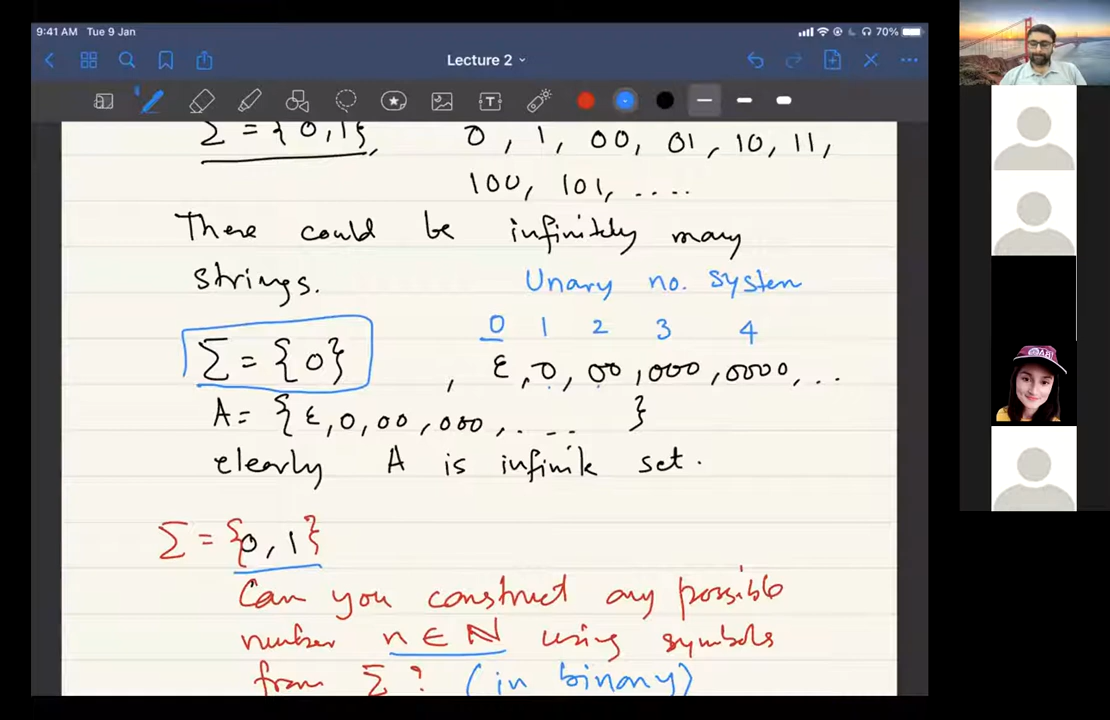 9:41 AM Tue 9 Jan
70%
Lecture 2
Σ = {0,1}, 0, 1, 00, 01, 10, 11,
100, 101, ....
There could be infinitely many
strings. Unary no. system
0 1 2 3 4
Σ = {0} , ε, 0, 00, 000, 0000, ...
A = {ε, 0, 00, 000, . . - - }
clearly A is infinite set.
Σ = {0, 1}
Can you construct any possible
number n ∈ ℕ using symbols
from Σ ? (in binary)